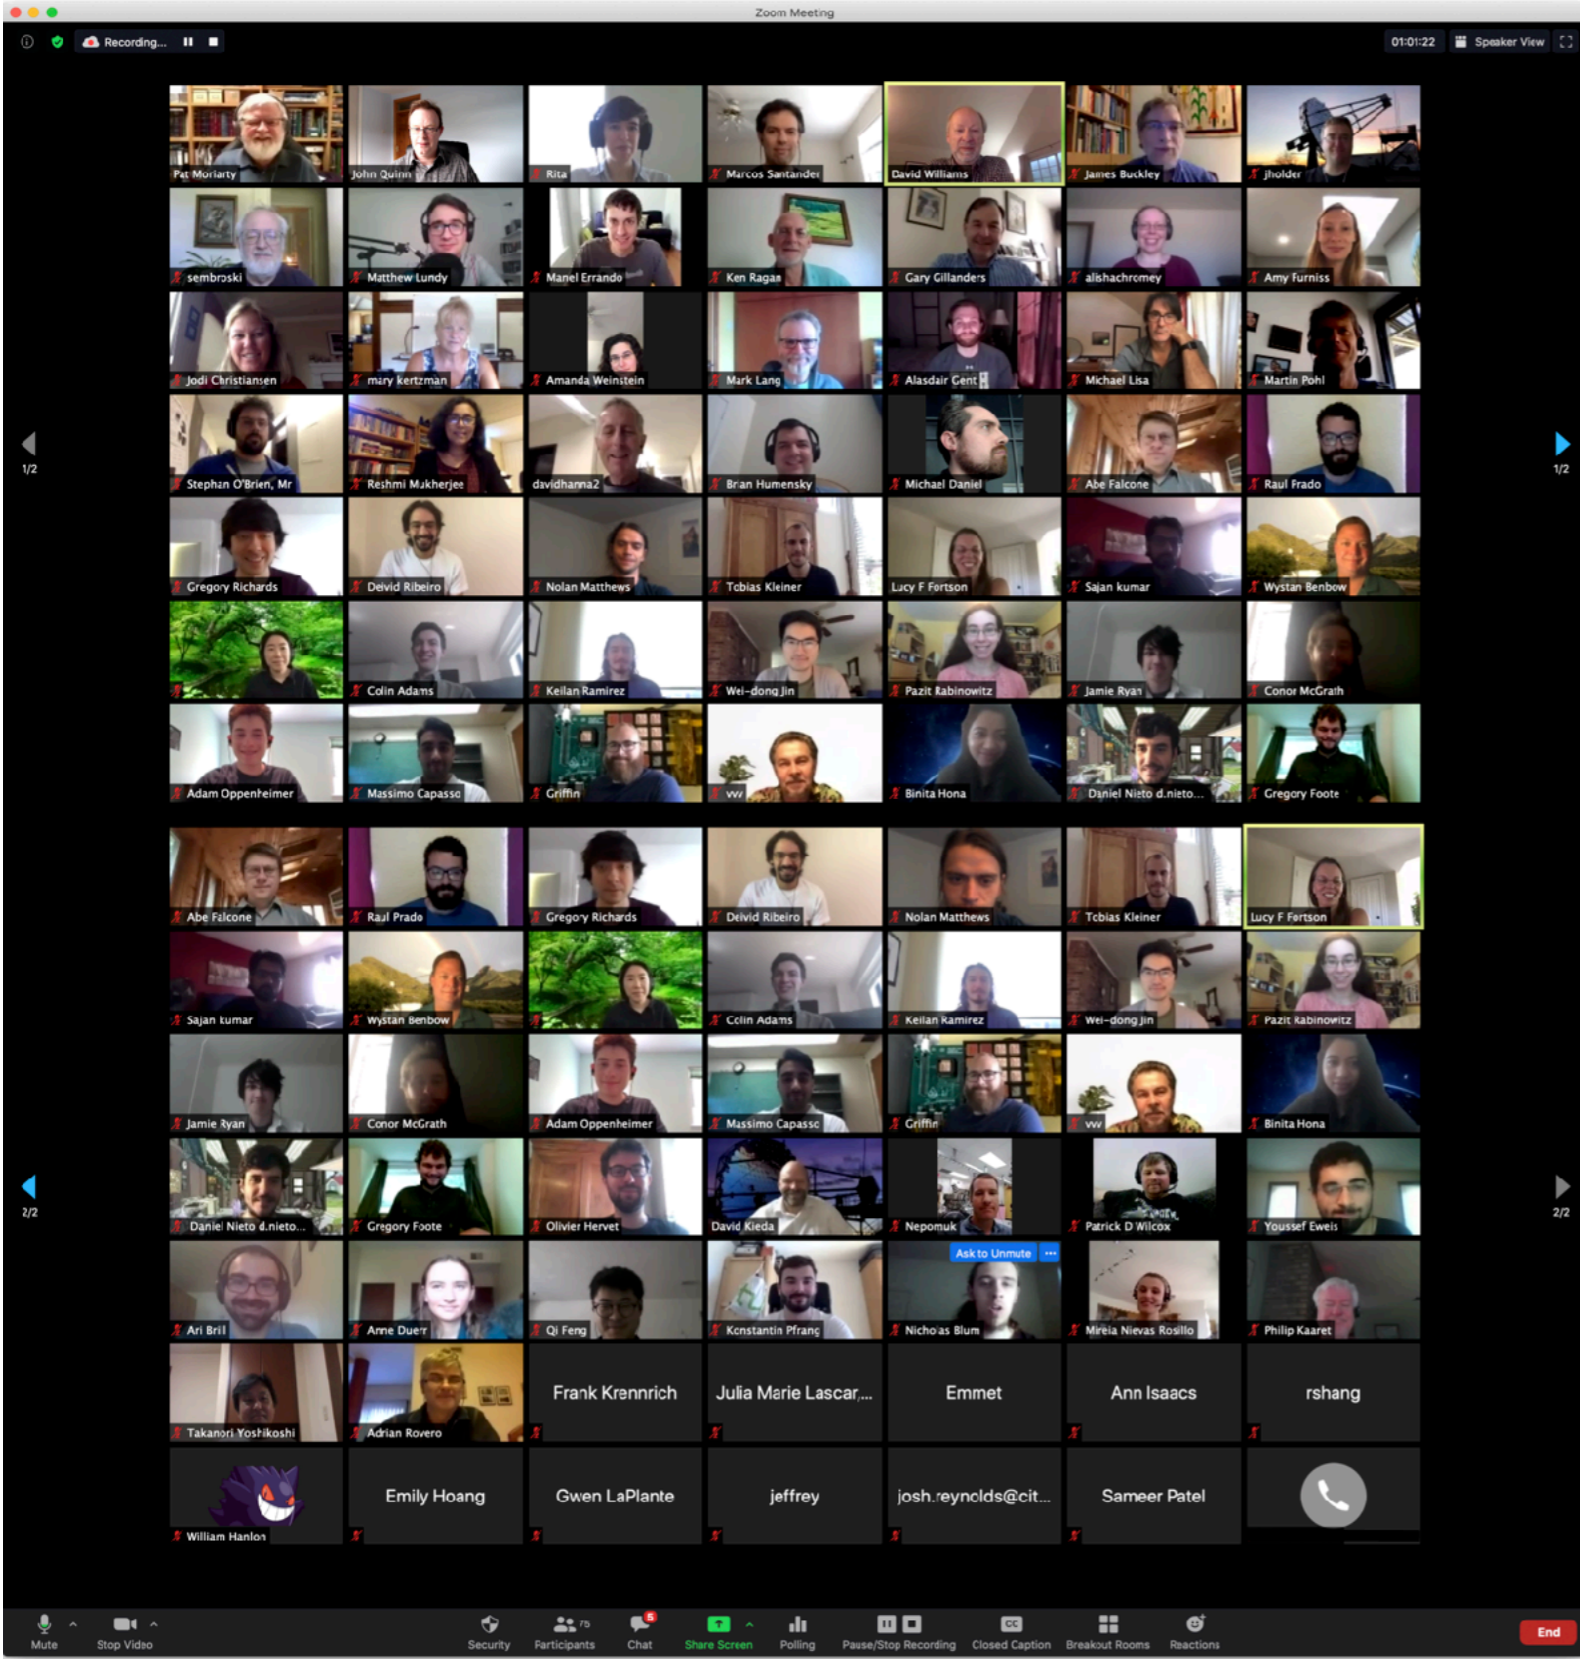 Zoom Meeting
Recording...
01:01:22
Speaker View
Pat Moriarty
John Quinn
Rita
Marcos Santander
David Williams
James Buckley
jholder
sembroski
Matthew Lundy
Manel Errando
Ken Ragan
Gary Gillanders
alishachromey
Amy Furniss
Jodi Christiansen
mary kertzman
Amanda Weinstein
Mark Lang
Alasdair Gent
Michael Lisa
Martin Pohl
1/2
Stephan O'Brien, Mr
Reshmi Mukherjee
davidhanna2
Brian Humensky
Michael Daniel
Abe Falcone
Raul Prado
1/2
Gregory Richards
Deivid Ribeiro
Nolan Matthews
Tobias Kleiner
Lucy F Fortson
Sajan kumar
Wystan Benbow
Colin Adams
Keilan Ramirez
Wei-dong Jin
Pazit Rabinowitz
Jamie Ryan
Conor McGrath
Adam Oppenheimer
Massimo Capasso
Griffin
vvv
Binita Hona
Daniel Nieto d.nieto...
Gregory Foote
Abe Falcone
Raul Prado
Gregory Richards
Deivid Ribeiro
Nolan Matthews
Tobias Kleiner
Lucy F Fortson
Sajan kumar
Wystan Benbow
Colin Adams
Keilan Ramirez
Wei-dong Jin
Pazit Rabinowitz
Jamie Ryan
Conor McGrath
Adam Oppenheimer
Massimo Capasso
Griffin
vvv
Binita Hona
2/2
Daniel Nieto d.nieto...
Gregory Foote
Olivier Hervet
David Kieda
Nepomuk
Patrick D Wilcox
Youssef Eweis
2/2
Ask to Unmute
Ari Brill
Anne Duerr
Qi Feng
Konstantin Pfrang
Nicholas Blum
Mireia Nievas Rosillo
Philip Kaaret
Takanori Yoshikoshi
Adrian Rovero
Frank Krennrich
Julia Marie Lascar,...
Emmet
Ann Isaacs
rshang
William Hanlon
Emily Hoang
Gwen LaPlante
jeffrey
josh.reynolds@cit...
Sameer Patel
Mute
Stop Video
Security
Participants
75
Chat
5
Share Screen
Polling
Pause/Stop Recording
CC
Closed Caption
Breakout Rooms
Reactions
End